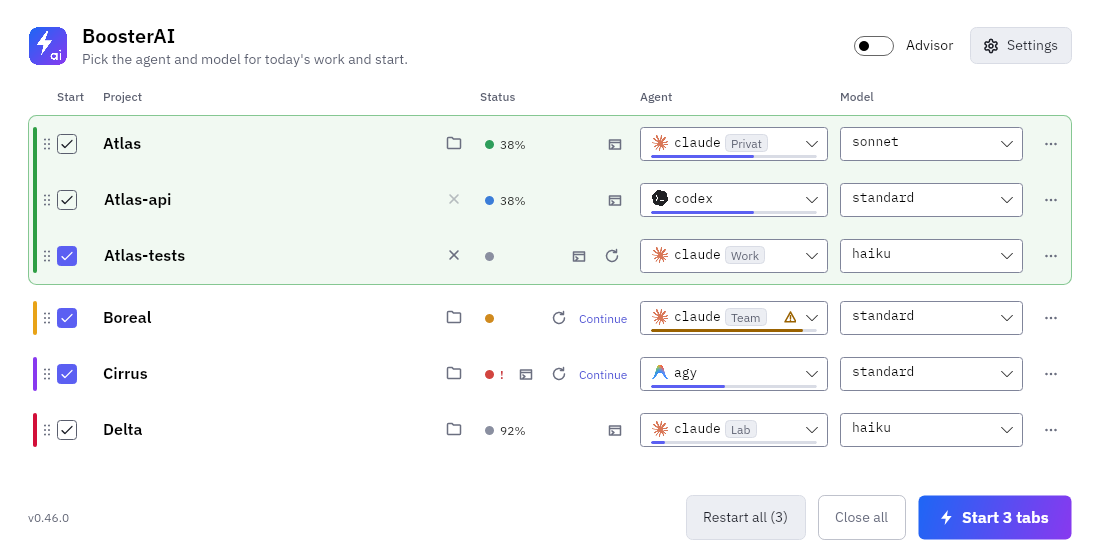 BoosterAI
Pick the agent and model for today's work and start.
Advisor
Settings
Start Project Status Agent Model
Atlas 38% claude Privat sonnet
Atlas-api 38% codex standard
Atlas-tests claude Work haiku
Boreal Continue claude Team standard
Cirrus ! Continue agy standard
Delta 92% claude Lab haiku
v0.46.0
Restart all (3)
Close all
Start 3 tabs
ai